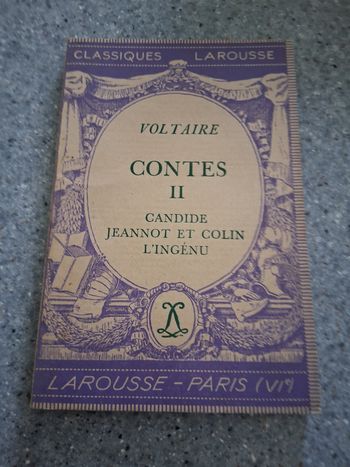 CLASSIQUES LAROUSSE
VOLTAIRE
CONTES
II
CANDIDE
JEANNOT ET COLIN
L'INGÉNU
LAROUSSE – PARIS (VIe)